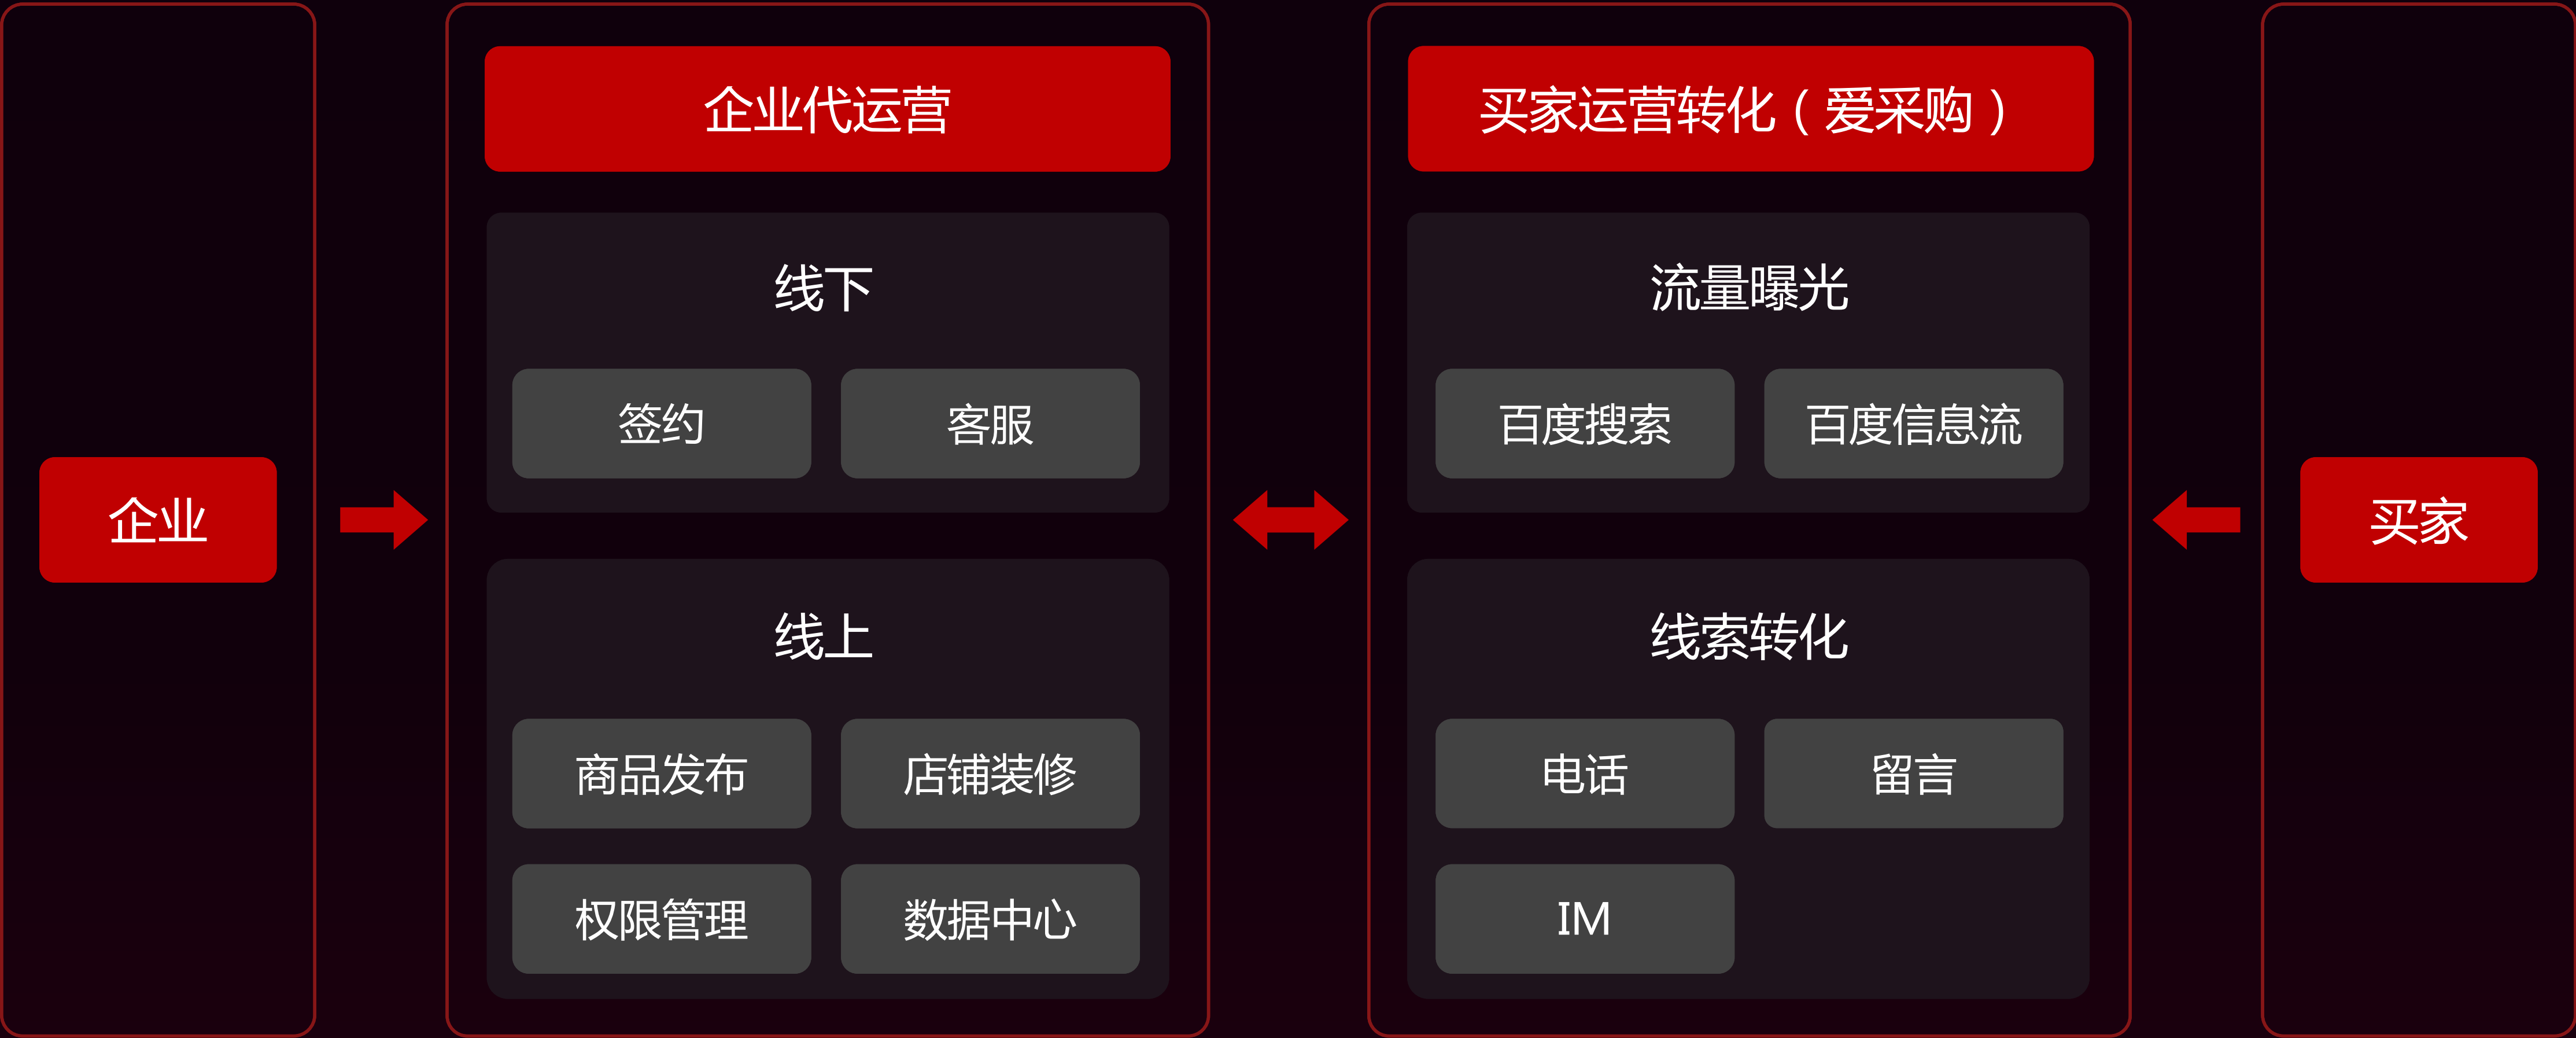 企业
企业代运营
线下
签约
客服
线上
商品发布
店铺装修
权限管理
数据中心
买家运营转化（爱采购）
流量曝光
百度搜索
百度信息流
线索转化
电话
留言
IM
买家